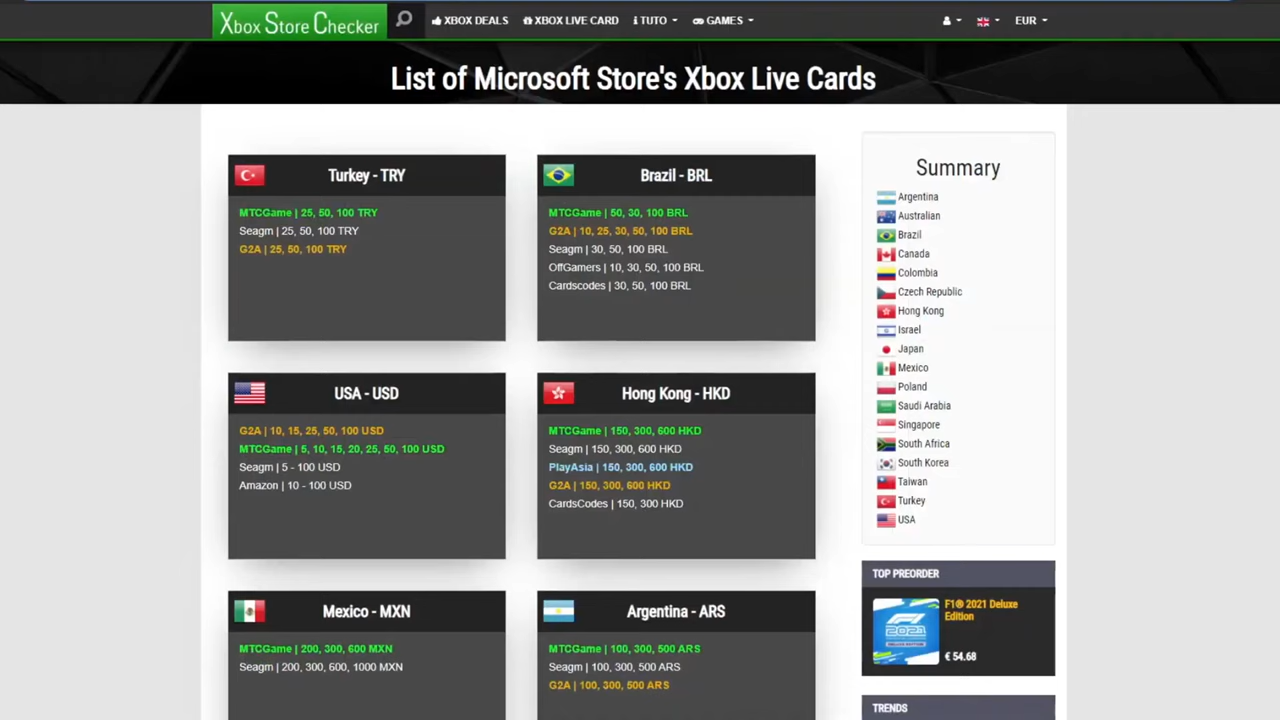 Xbox Store Checker
XBOX DEALS
XBOX LIVE CARD
TUTO
GAMES
EUR
List of Microsoft Store's Xbox Live Cards
Turkey - TRY
MTCGame | 25, 50, 100 TRY
Seagm | 25, 50, 100 TRY
G2A | 25, 50, 100 TRY
Brazil - BRL
MTCGame | 50, 30, 100 BRL
G2A | 10, 25, 30, 50, 100 BRL
Seagm | 30, 50, 100 BRL
OffGamers | 10, 30, 50, 100 BRL
Cardscodes | 30, 50, 100 BRL
USA - USD
G2A | 10, 15, 25, 50, 100 USD
MTCGame | 5, 10, 15, 20, 25, 50, 100 USD
Seagm | 5 - 100 USD
Amazon | 10 - 100 USD
Hong Kong - HKD
MTCGame | 150, 300, 600 HKD
Seagm | 150, 300, 600 HKD
PlayAsia | 150, 300, 600 HKD
G2A | 150, 300, 600 HKD
CardsCodes | 150, 300 HKD
Mexico - MXN
MTCGame | 200, 300, 600 MXN
Seagm | 200, 300, 600, 1000 MXN
Argentina - ARS
MTCGame | 100, 300, 500 ARS
Seagm | 100, 300, 500 ARS
G2A | 100, 300, 500 ARS
Summary
Argentina
Australian
Brazil
Canada
Colombia
Czech Republic
Hong Kong
Israel
Japan
Mexico
Poland
Saudi Arabia
Singapore
South Africa
South Korea
Taiwan
Turkey
USA
TOP PREORDER
F1® 2021 Deluxe
Edition
€ 54.68
F1
2021
DELUXE EDITION
TRENDS